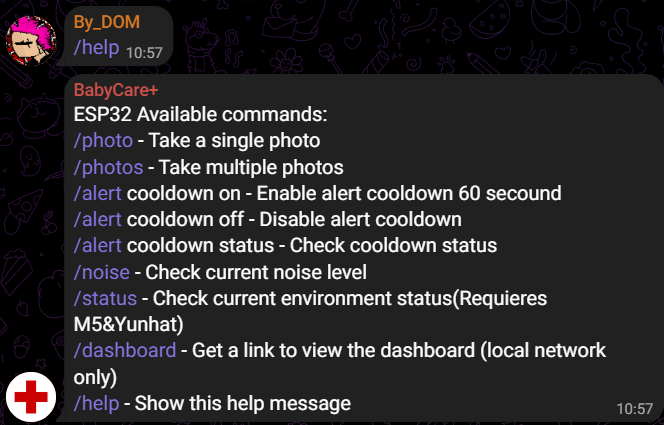 By_DOM
/help 10:57
BabyCare+
ESP32 Available commands:
/photo - Take a single photo
/photos - Take multiple photos
/alert cooldown on - Enable alert cooldown 60 secound
/alert cooldown off - Disable alert cooldown
/alert cooldown status - Check cooldown status
/noise - Check current noise level
/status - Check current environment status(Requieres
M5&Yunhat)
/dashboard - Get a link to view the dashboard (local network
only)
/help - Show this help message 10:57